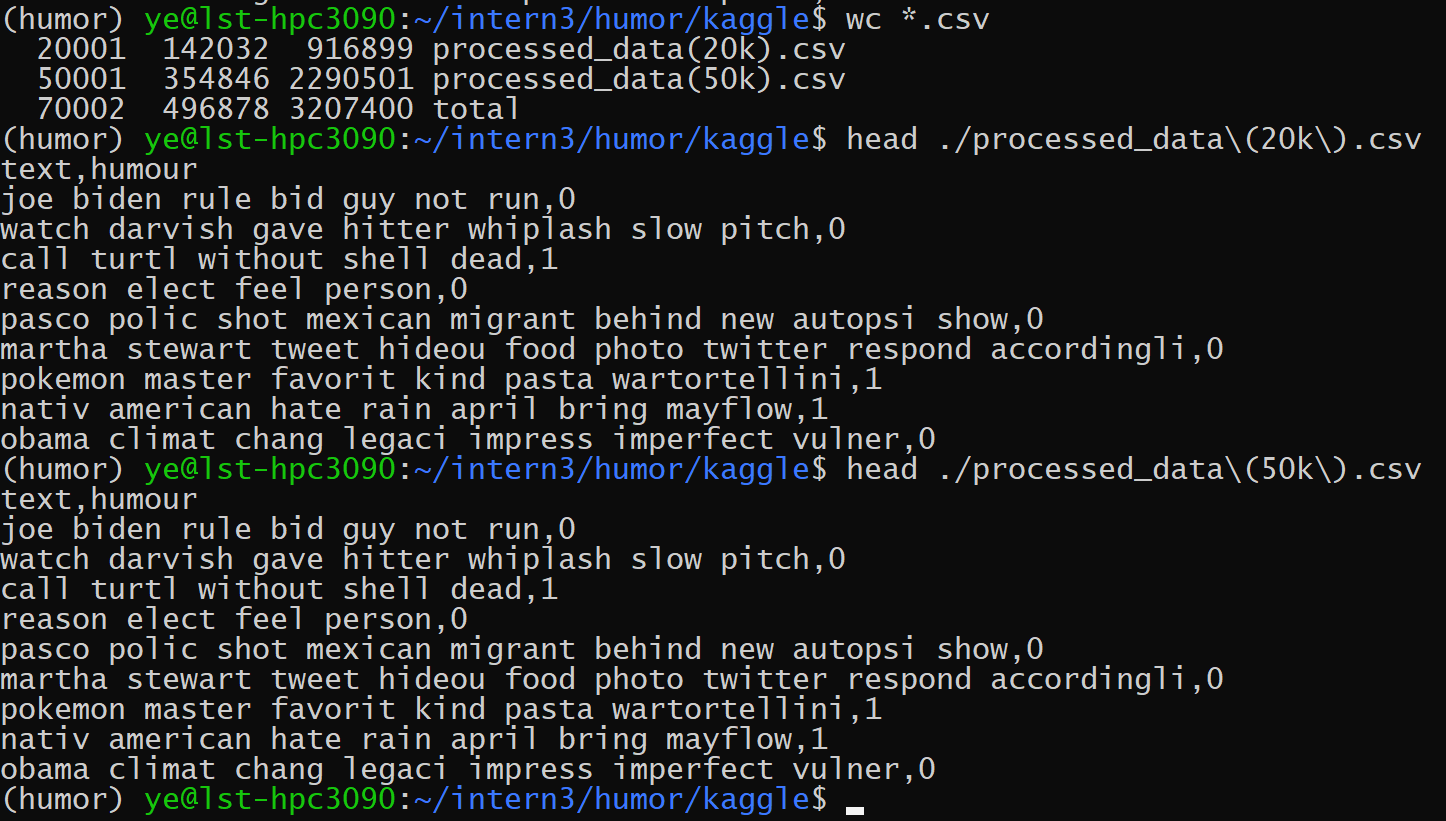 (humor) ye@lst-hpc3090:~/intern3/humor/kaggle$ wc *.csv
  20001  142032  916899 processed_data(20k).csv
  50001  354846 2290501 processed_data(50k).csv
  70002  496878 3207400 total
(humor) ye@lst-hpc3090:~/intern3/humor/kaggle$ head ./processed_data\(20k\).csv
text,humour
joe biden rule bid guy not run,0
watch darvish gave hitter whiplash slow pitch,0
call turtl without shell dead,1
reason elect feel person,0
pasco polic shot mexican migrant behind new autopsi show,0
martha stewart tweet hideou food photo twitter respond accordingli,0
pokemon master favorit kind pasta wartortellini,1
nativ american hate rain april bring mayflow,1
obama climat chang legaci impress imperfect vulner,0
(humor) ye@lst-hpc3090:~/intern3/humor/kaggle$ head ./processed_data\(50k\).csv
text,humour
joe biden rule bid guy not run,0
watch darvish gave hitter whiplash slow pitch,0
call turtl without shell dead,1
reason elect feel person,0
pasco polic shot mexican migrant behind new autopsi show,0
martha stewart tweet hideou food photo twitter respond accordingli,0
pokemon master favorit kind pasta wartortellini,1
nativ american hate rain april bring mayflow,1
obama climat chang legaci impress imperfect vulner,0
(humor) ye@lst-hpc3090:~/intern3/humor/kaggle$